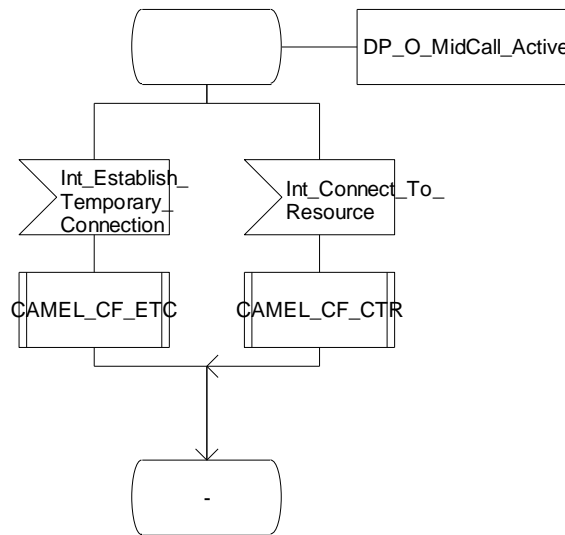 DP_O_MidCall_Active
Int_Establish_
Temporary_
Connection
Int_Connect_To_
Resource
CAMEL_CF_ETC
CAMEL_CF_CTR
-